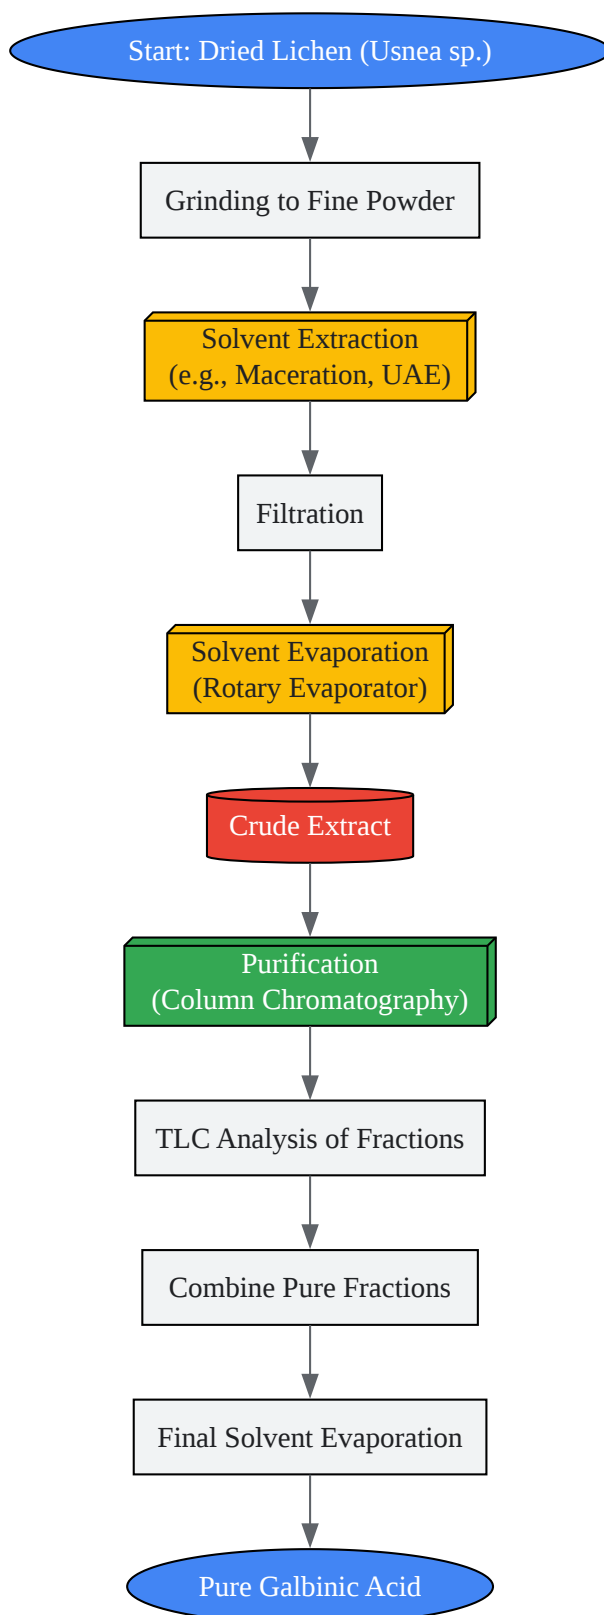 Start: Dried Lichen (Usnea sp.)
Grinding to Fine Powder
Solvent Extraction
(e.g., Maceration, UAE)
Filtration
Solvent Evaporation
(Rotary Evaporator)
Crude Extract
Purification
(Column Chromatography)
TLC Analysis of Fractions
Combine Pure Fractions
Final Solvent Evaporation
Pure Galbinic Acid